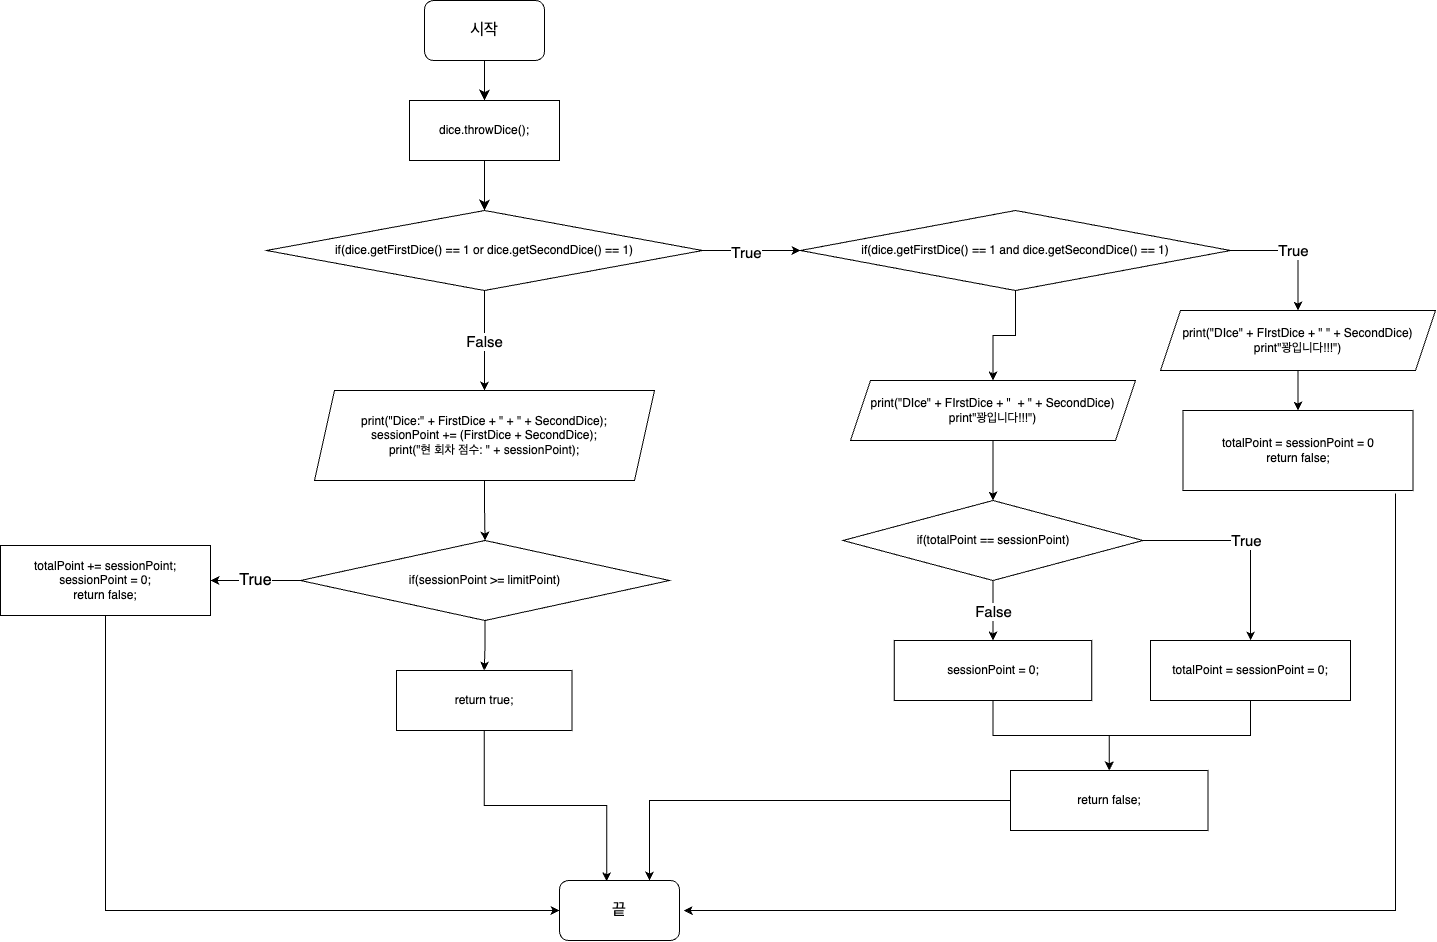 시작
dice.throwDice();
if(dice.getFirstDice() == 1 or dice.getSecondDice() == 1)
True
if(dice.getFirstDice() == 1 and dice.getSecondDice() == 1)
True
print("DIce" + FIrstDice + " " + SecondDice)
print"꽝입니다!!!")
False
print("DIce" + FIrstDice + "  + " + SecondDice)
print"꽝입니다!!!")
print("Dice:" + FirstDice + " + " + SecondDice);
sessionPoint += (FirstDice + SecondDice);
print("현 회차 점수: " + sessionPoint);
totalPoint = sessionPoint = 0
return false;
if(totalPoint == sessionPoint)
True
totalPoint += sessionPoint;
sessionPoint = 0;
return false;
True
if(sessionPoint >= limitPoint)
False
sessionPoint = 0;
totalPoint = sessionPoint = 0;
return true;
return false;
끝